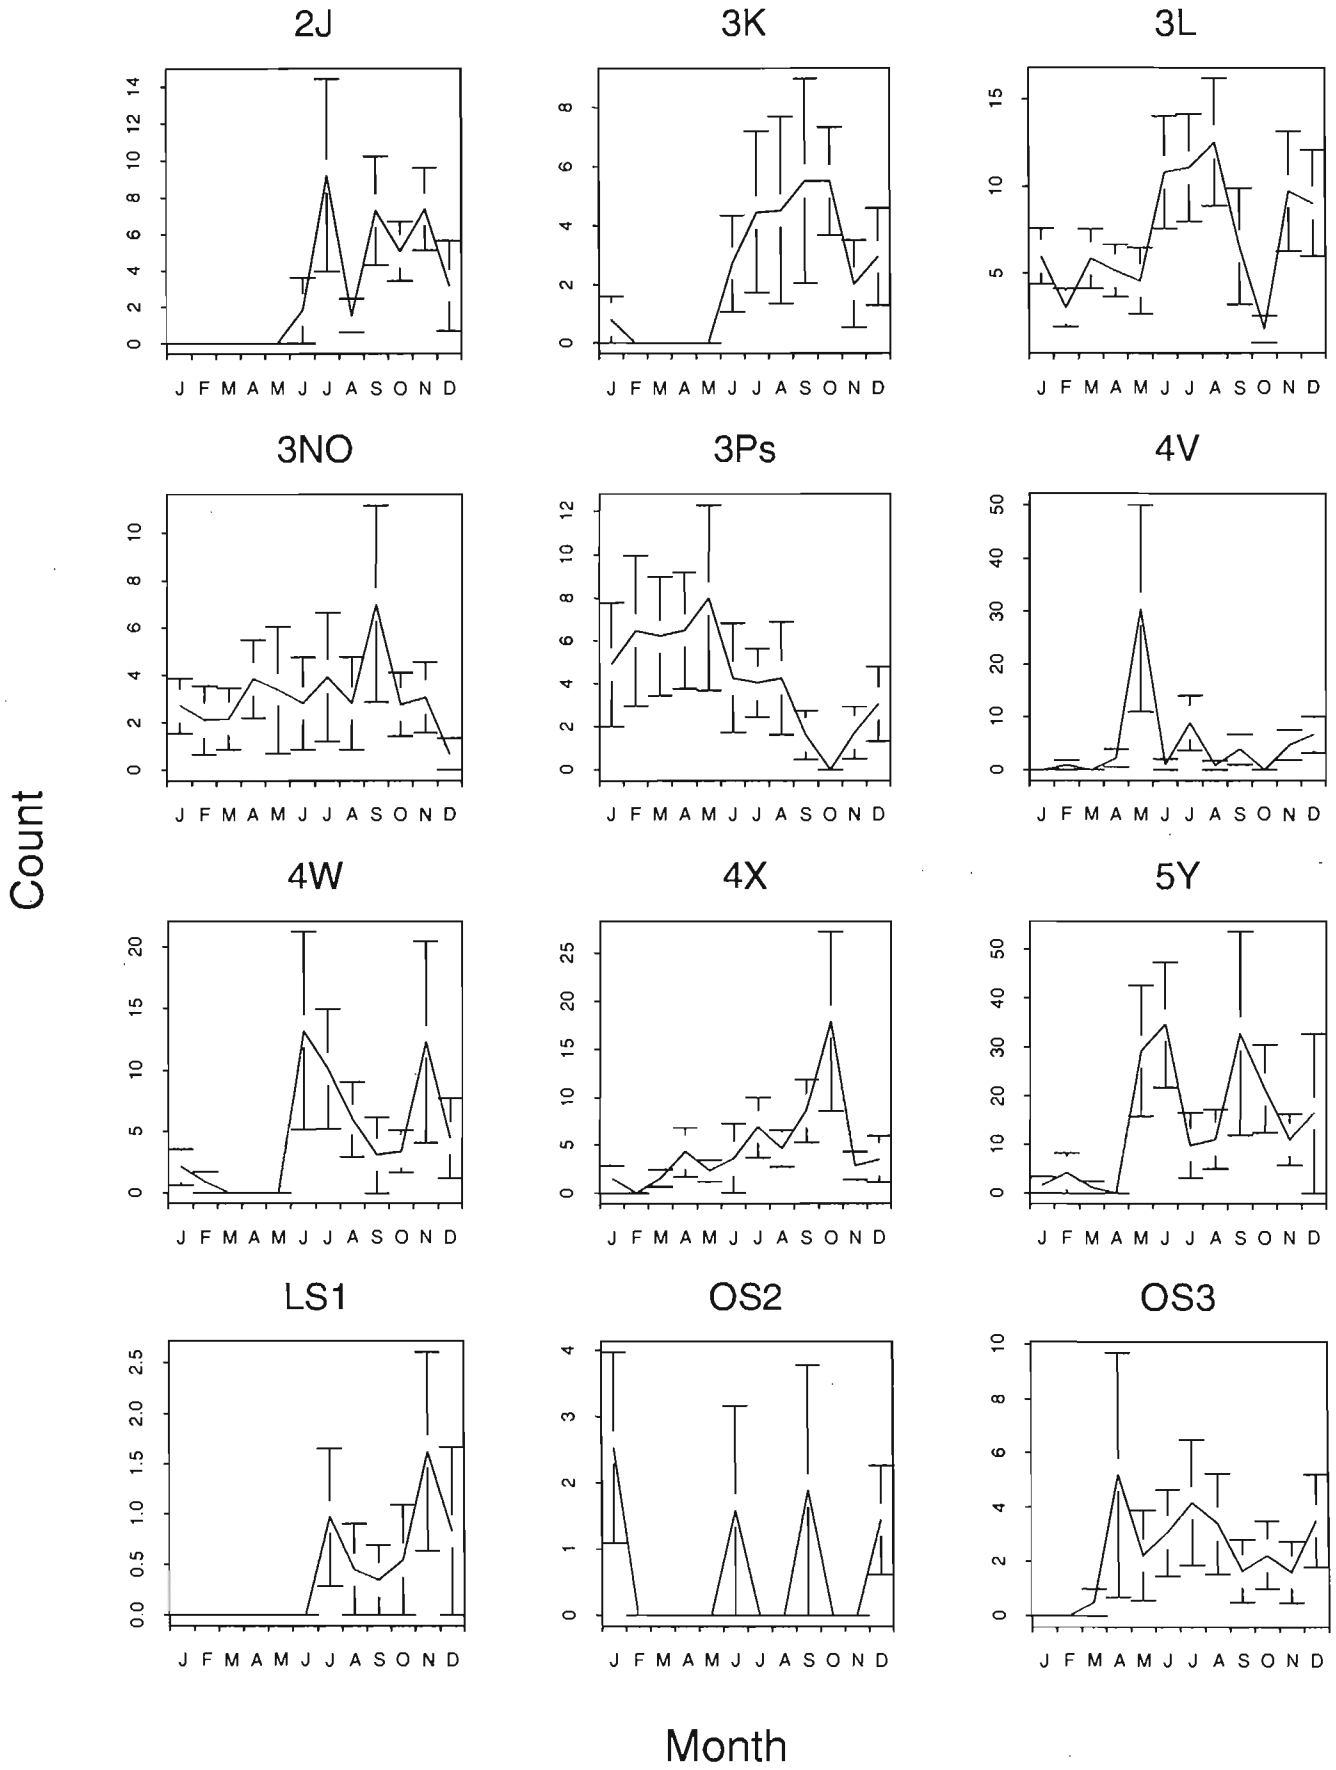 2J 3K 3L
0 2 4 6 8 10 12 14
0 2 4 6 8
5 10 15
J F M A M J J A S O N D
J F M A M J J A S O N D
J F M A M J J A S O N D
3NO 3Ps 4V
0 2 4 6 8 10
0 2 4 6 8 10 12
0 10 20 30 40 50
J F M A M J J A S O N D
J F M A M J J A S O N D
J F M A M J J A S O N D
Count
4W 4X 5Y
0 5 10 15 20
0 5 10 15 20 25
0 10 20 30 40 50
J F M A M J J A S O N D
J F M A M J J A S O N D
J F M A M J J A S O N D
LS1 OS2 OS3
0.0 0.5 1.0 1.5 2.0 2.5
0 1 2 3 4
0 2 4 6 8 10
J F M A M J J A S O N D
J F M A M J J A S O N D
J F M A M J J A S O N D
Month